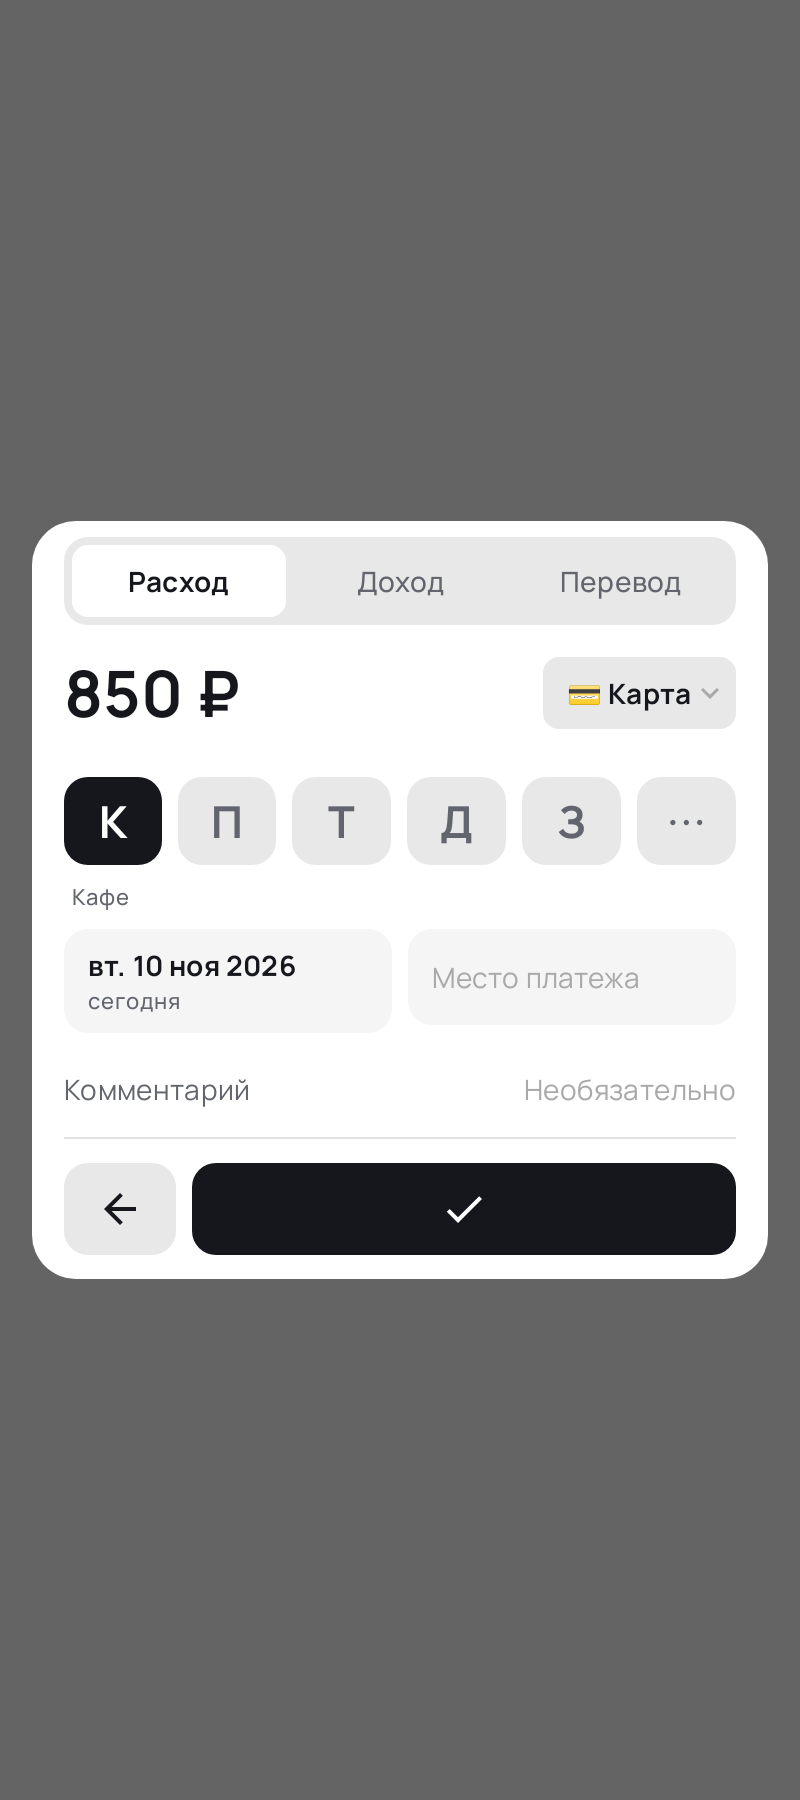 Расход Доход Перевод
850 ₽ 💳 Карта
К П Т Д З ···
Кафе
вт. 10 ноя 2026
сегодня
Место платежа
Комментарий Необязательно